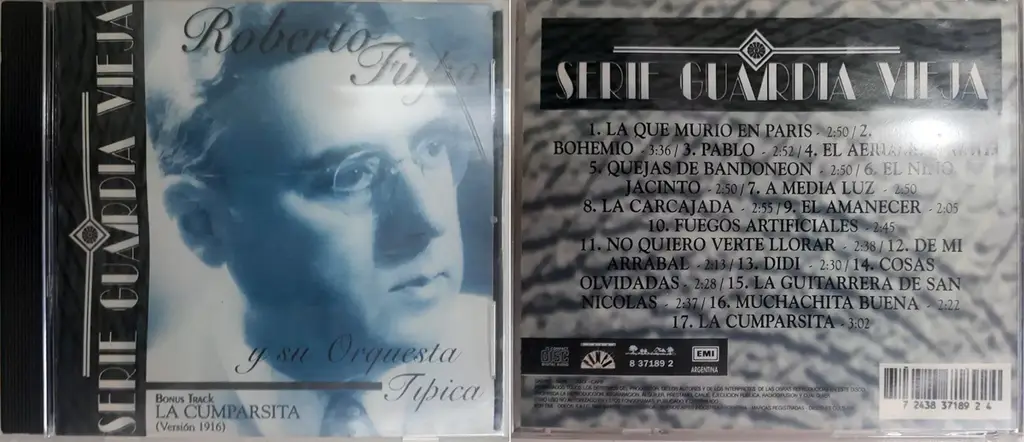 SERIE GUARDIA VIEJA
Roberto
Firpo
y su Orquesta
Típica
BONUS TRACK
LA CUMPARSITA
(Versión 1916)
SERIE GUARDIA VIEJA
1. LA QUE MURIO EN PARIS - 2:50 / 2.
BOHEMIO - 3:36 / 3. PABLO - 2:52 / 4. EL
5. QUEJAS DE BANDONEON - 2:50 / 6. EL NIÑO
JACINTO - 2:50 / 7. A MEDIA LUZ - 2:50
8. LA CARCAJADA - 2:55 / 9. EL AMANECER - 2:05
10. FUEGOS ARTIFICIALES - 2:45
11. NO QUIERO VERTE LLORAR - 2:38 / 12. DE MI
ARRABAL - 2:13 / 13. DIDI - 2:30 / 14. COSAS
OLVIDADAS - 2:28 / 15. LA GUITARRERA DE SAN
NICOLAS - 2:37 / 16. MUCHACHITA BUENA - 2:22
17. LA CUMPARSITA - 3:02
disc
8 37189 2
EMI
ARGENTINA
7 2438 37189 2 4